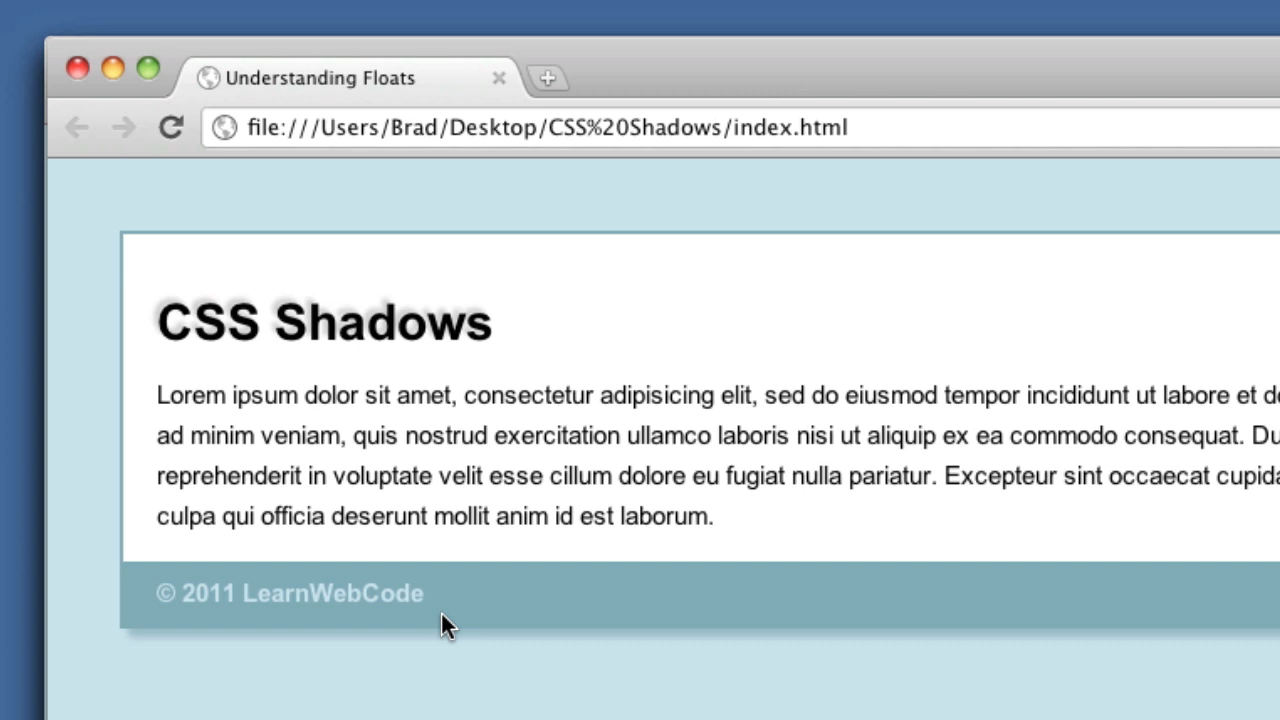 Understanding Floats
file:///Users/Brad/Desktop/CSS%20Shadows/index.html
CSS Shadows
Lorem ipsum dolor sit amet, consectetur adipisicing elit, sed do eiusmod tempor incididunt ut labore et
ad minim veniam, quis nostrud exercitation ullamco laboris nisi ut aliquip ex ea commodo consequat.
reprehenderit in voluptate velit esse cillum dolore eu fugiat nulla pariatur. Excepteur sint occaecat
culpa qui officia deserunt mollit anim id est laborum.
© 2011 LearnWebCode